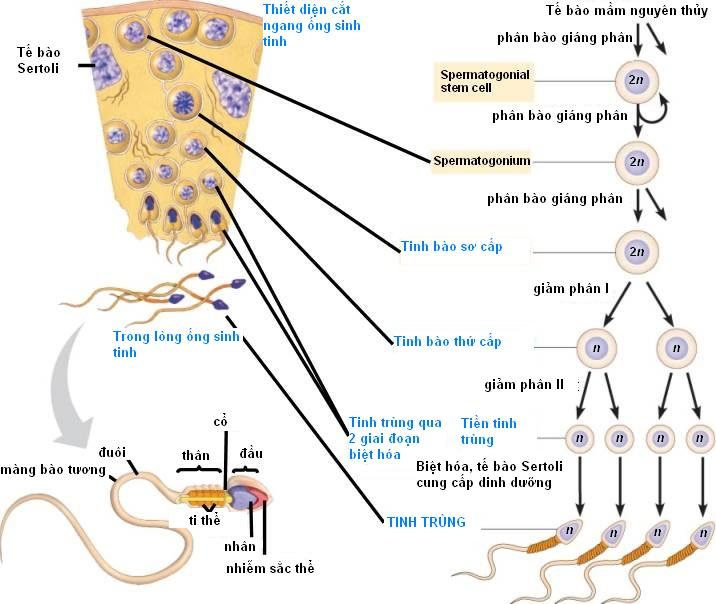 Thiết diện cắt
ngang ống sinh
tinh
Tế bào
Sertoli
Tế bào mầm nguyên thủy
phân bào giảng phân
Spermatogonial
stem cell
2n
phân bào giảng phân
Spermatogonium
2n
phân bào giảng phân
Tinh bào sơ cấp
2n
giảm phân I
Trong lòng ống sinh
tinh
Tinh bào thứ cấp
n
n
giảm phân II
Tinh trùng qua
2 giai đoạn
biệt hóa
Tiền tinh
trùng
n
n
n
n
Biệt hóa, tế bào Sertoli
cung cấp dinh dưỡng
cổ
đuôi
thân
đầu
màng bào tương
ti thể
nhân
nhiễm sắc thể
TINH TRÙNG
n
n
n
n